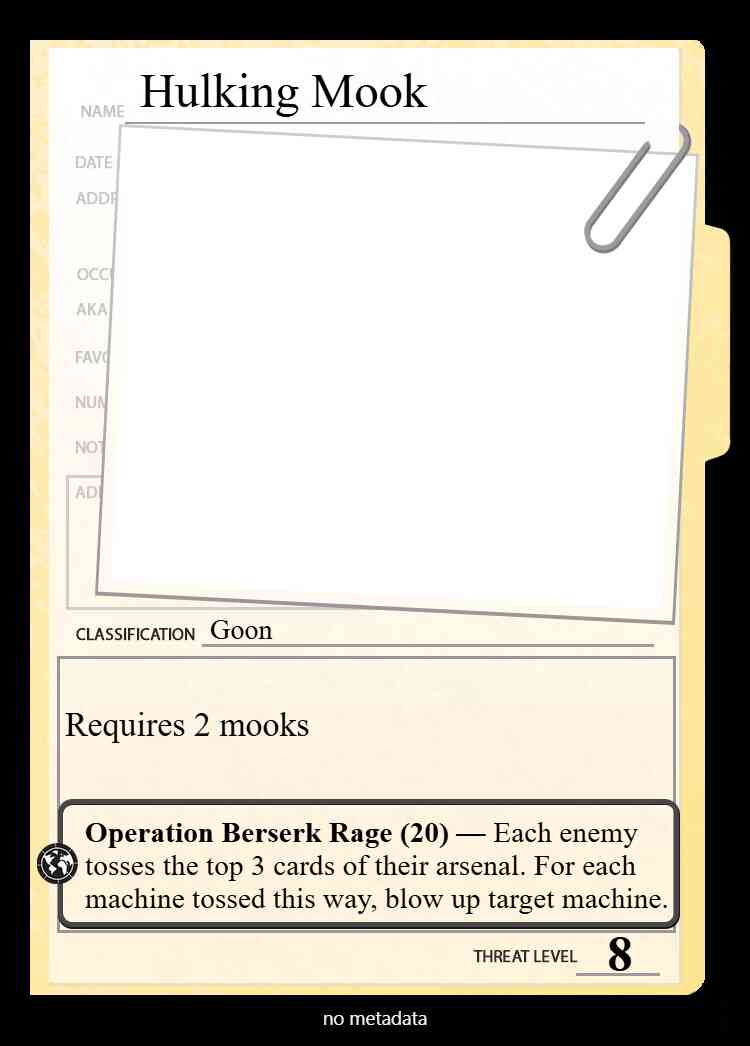 NAME Hulking Mook
DATE
ADDR
OCCU
AKA
FAVO
NUM
NOT
ADD
CLASSIFICATION Goon
Requires 2 mooks
Operation Berserk Rage (20) — Each enemy
tosses the top 3 cards of their arsenal. For each
machine tossed this way, blow up target machine.
THREAT LEVEL 8
no metadata